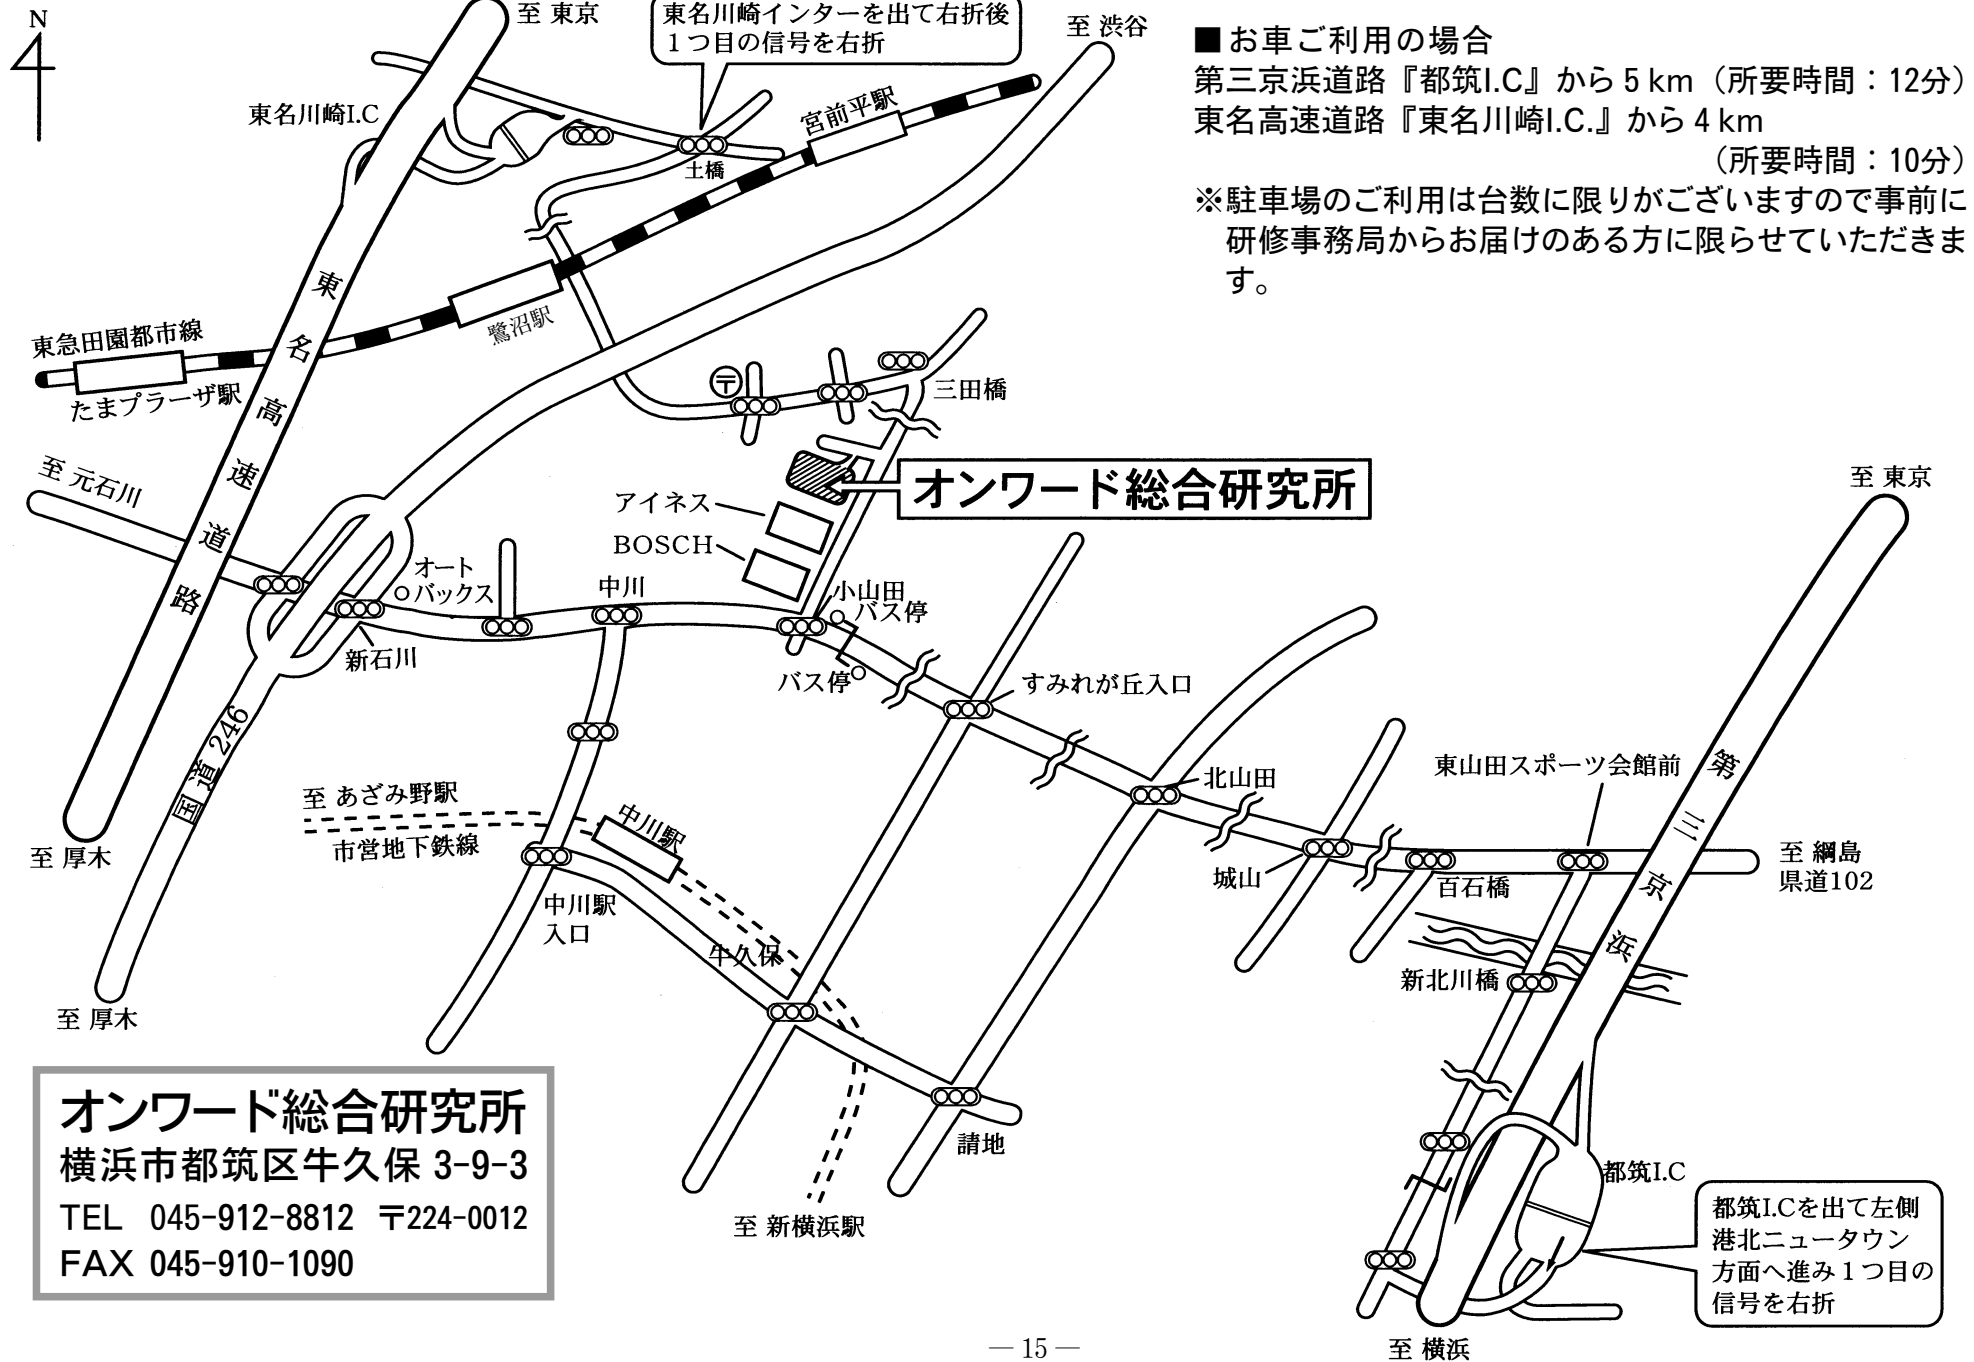 N
至 東京
東名川崎インターを出て右折後
１つ目の信号を右折
至 渋谷
■お車ご利用の場合
第三京浜道路『都筑I.C』から５km（所要時間：12分）
東名高速道路『東名川崎I.C.』から４km
（所要時間：10分）
※駐車場のご利用は台数に限りがございますので事前に
研修事務局からお届けのある方に限らせていただきま
す。
東名川崎I.C
宮前平駅
土橋
鷺沼駅
東急田園都市線
たまプラーザ駅
東名高速道路
〒
三田橋
至 元石川
オンワード総合研究所
アイネス
BOSCH
オート
バックス
中川
小山田
バス停
バス停
新石川
すみれが丘入口
至 東京
国道 246
北山田
東山田スポーツ会館前
第三京浜
至 あざみ野駅
市営地下鉄線
中川駅
至 厚木
城山
百石橋
至 綱島
県道102
中川駅
入口
牛久保
新北川橋
至 厚木
請地
至 新横浜駅
都筑I.C
都筑I.Cを出て左側
港北ニュータウン
方面へ進み１つ目の
信号を右折
至 横浜
オンワード総合研究所
横浜市都筑区牛久保 3-9-3
TEL 045-912-8812 〒224-0012
FAX 045-910-1090
― 15 ―